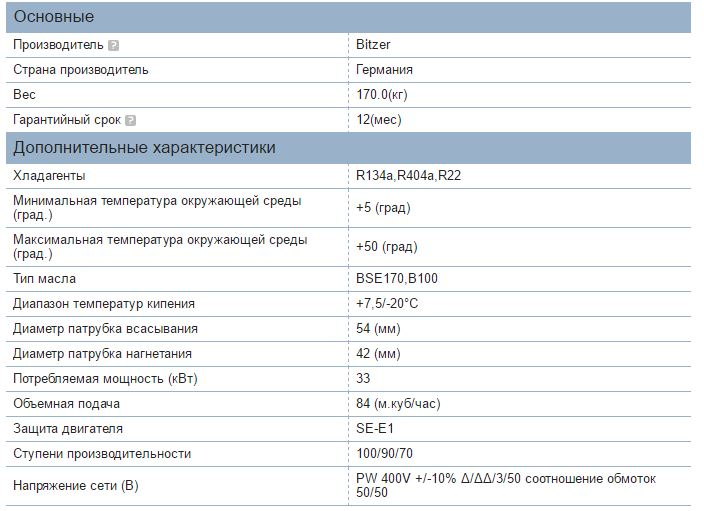 Основные
Производитель ? Bitzer
Страна производитель Германия
Вес 170.0(кг)
Гарантийный срок ? 12(мес)
Дополнительные характеристики
Хладагенты R134a,R404a,R22
Минимальная температура окружающей среды
(град.) +5 (град)
Максимальная температура окружающей среды
(град.) +50 (град)
Тип масла BSE170,B100
Диапазон температур кипения +7,5/-20°C
Диаметр патрубка всасывания 54 (мм)
Диаметр патрубка нагнетания 42 (мм)
Потребляемая мощность (кВт) 33
Объемная подача 84 (м.куб/час)
Защита двигателя SE-E1
Ступени производительности 100/90/70
Напряжение сети (В) PW 400V +/-10% Δ/ΔΔ/3/50 соотношение обмоток
50/50